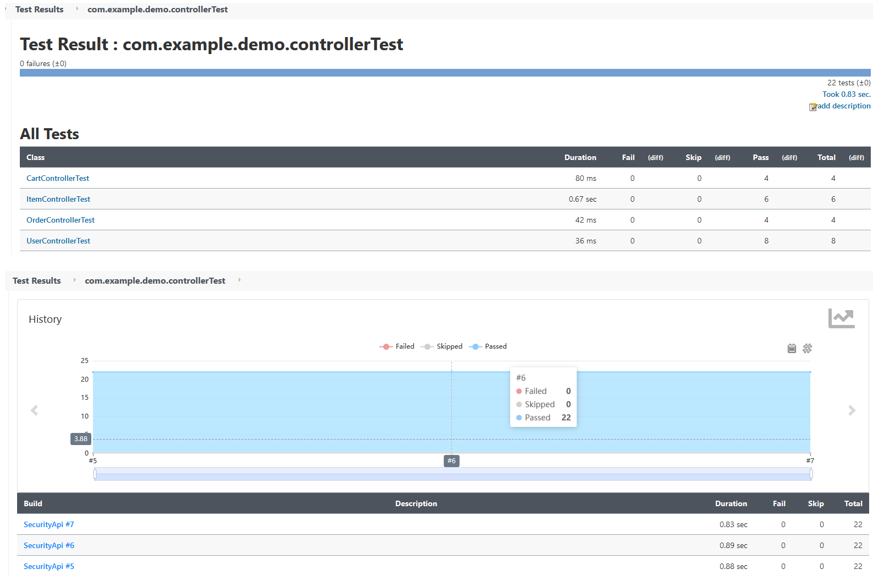 Test Results › com.example.demo.controllerTest
Test Result : com.example.demo.controllerTest
0 failures (±0)
22 tests (±0)
Took 0.83 sec.
add description
All Tests
Class Duration Fail (diff) Skip (diff) Pass (diff) Total (diff)
CartControllerTest 80 ms 0 0 4 4
ItemControllerTest 0.67 sec 0 0 6 6
OrderControllerTest 42 ms 0 0 4 4
UserControllerTest 36 ms 0 0 8 8
Test Results › com.example.demo.controllerTest ›
History
Failed Skipped Passed
25
20
15
10
5
0
3.88
#6
Failed 0
Skipped 0
Passed 22
#5 #6 #7
Build Description Duration Fail Skip Total
SecurityApi #7 0.83 sec 0 0 22
SecurityApi #6 0.89 sec 0 0 22
SecurityApi #5 0.88 sec 0 0 22